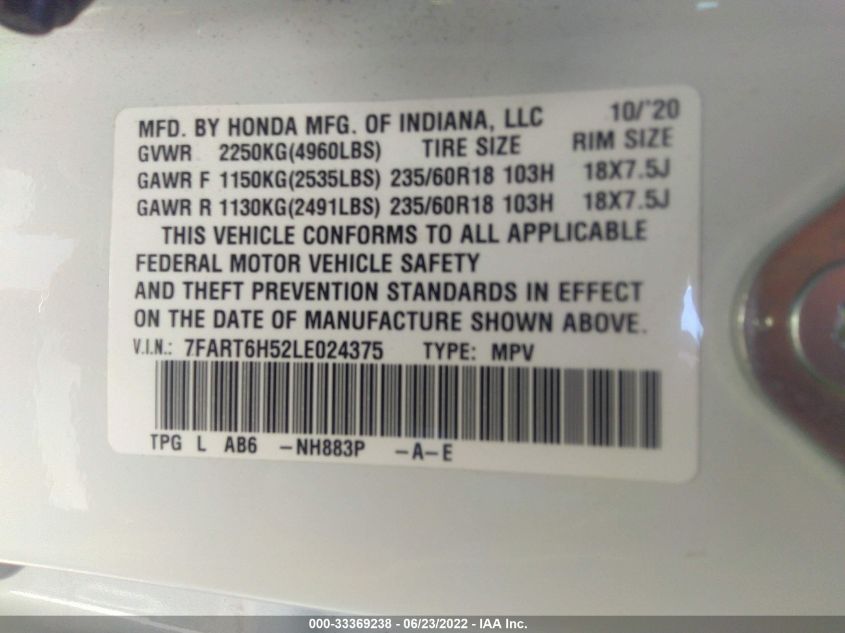 MFD. BY HONDA MFG. OF INDIANA, LLC 10/'20
GVWR 2250KG(4960LBS) TIRE SIZE RIM SIZE
GAWR F 1150KG(2535LBS) 235/60R18 103H 18X7.5J
GAWR R 1130KG(2491LBS) 235/60R18 103H 18X7.5J
THIS VEHICLE CONFORMS TO ALL APPLICABLE
FEDERAL MOTOR VEHICLE SAFETY
AND THEFT PREVENTION STANDARDS IN EFFECT
ON THE DATE OF MANUFACTURE SHOWN ABOVE.
V.I.N.: 7FART6H52LE024375 TYPE: MPV
TPG L AB6 -NH883P -A-E
000-33369238 - 06/23/2022 - IAA Inc.